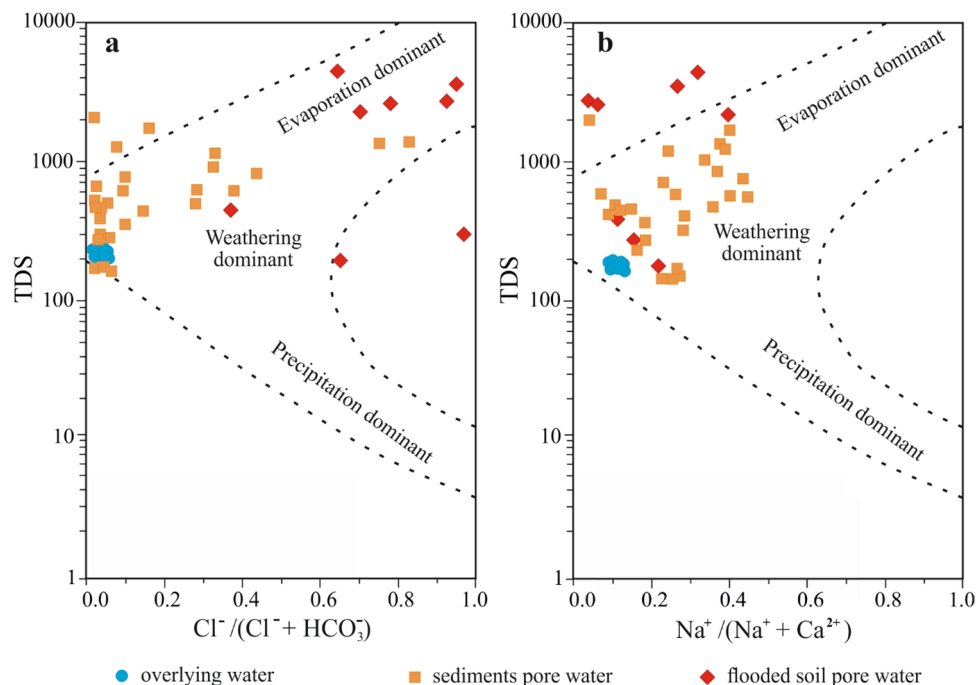 a
b
10000
1000
100
10
1
TDS
0.0 0.2 0.4 0.6 0.8 1.0
Cl⁻/(Cl⁻ + HCO₃⁻)
Evaporation dominant
Weathering
dominant
Precipitation dominant
10000
1000
100
10
1
TDS
0.0 0.2 0.4 0.6 0.8 1.0
Na⁺/(Na⁺ + Ca²⁺)
Evaporation dominant
Weathering
dominant
Precipitation dominant
overlying water
sediments pore water
flooded soil pore water